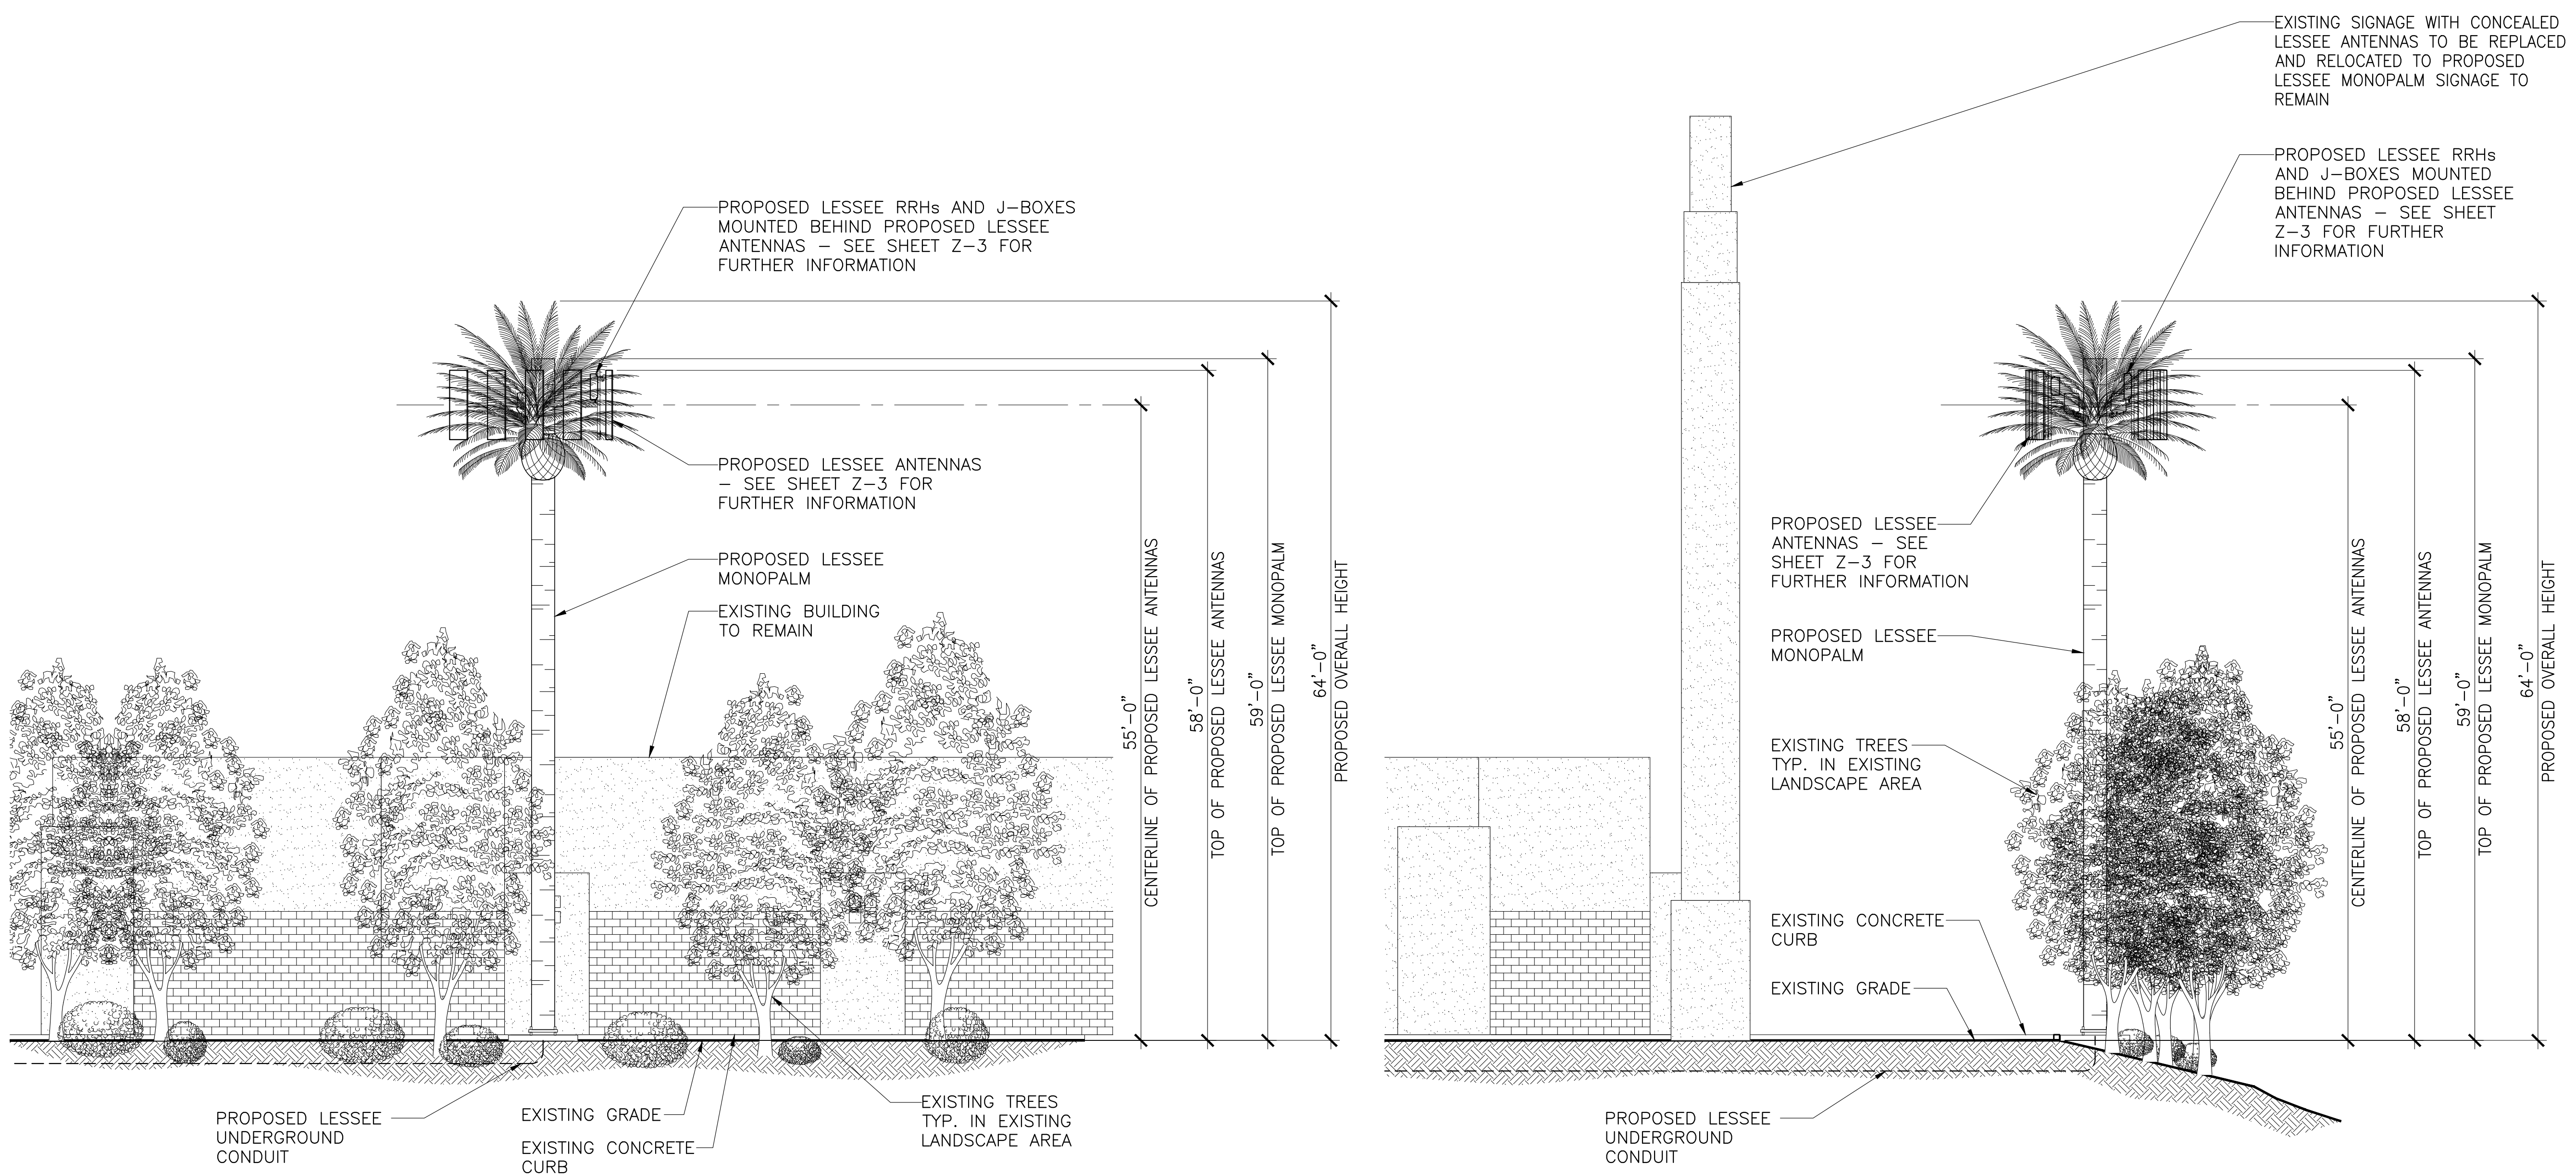 PROPOSED LESSEE RRHs AND J-BOXES
MOUNTED BEHIND PROPOSED LESSEE
ANTENNAS - SEE SHEET Z-3 FOR
FURTHER INFORMATION
PROPOSED LESSEE ANTENNAS
- SEE SHEET Z-3 FOR
FURTHER INFORMATION
PROPOSED LESSEE
MONOPALM
EXISTING BUILDING
TO REMAIN
55'-0"
CENTERLINE OF PROPOSED LESSEE ANTENNAS
58'-0"
TOP OF PROPOSED LESSEE ANTENNAS
59'-0"
TOP OF PROPOSED LESSEE MONOPALM
64'-0"
PROPOSED OVERALL HEIGHT
PROPOSED LESSEE
UNDERGROUND
CONDUIT
EXISTING GRADE
EXISTING CONCRETE
CURB
EXISTING TREES
TYP. IN EXISTING
LANDSCAPE AREA
EXISTING SIGNAGE WITH CONCEALED
LESSEE ANTENNAS TO BE REPLACED
AND RELOCATED TO PROPOSED
LESSEE MONOPALM SIGNAGE TO
REMAIN
PROPOSED LESSEE RRHs
AND J-BOXES MOUNTED
BEHIND PROPOSED LESSEE
ANTENNAS - SEE SHEET
Z-3 FOR FURTHER
INFORMATION
PROPOSED LESSEE
ANTENNAS - SEE
SHEET Z-3 FOR
FURTHER INFORMATION
PROPOSED LESSEE
MONOPALM
EXISTING TREES
TYP. IN EXISTING
LANDSCAPE AREA
EXISTING CONCRETE
CURB
EXISTING GRADE
PROPOSED LESSEE
UNDERGROUND
CONDUIT
55'-0"
CENTERLINE OF PROPOSED LESSEE ANTENNAS
58'-0"
TOP OF PROPOSED LESSEE ANTENNAS
59'-0"
TOP OF PROPOSED LESSEE MONOPALM
64'-0"
PROPOSED OVERALL HEIGHT